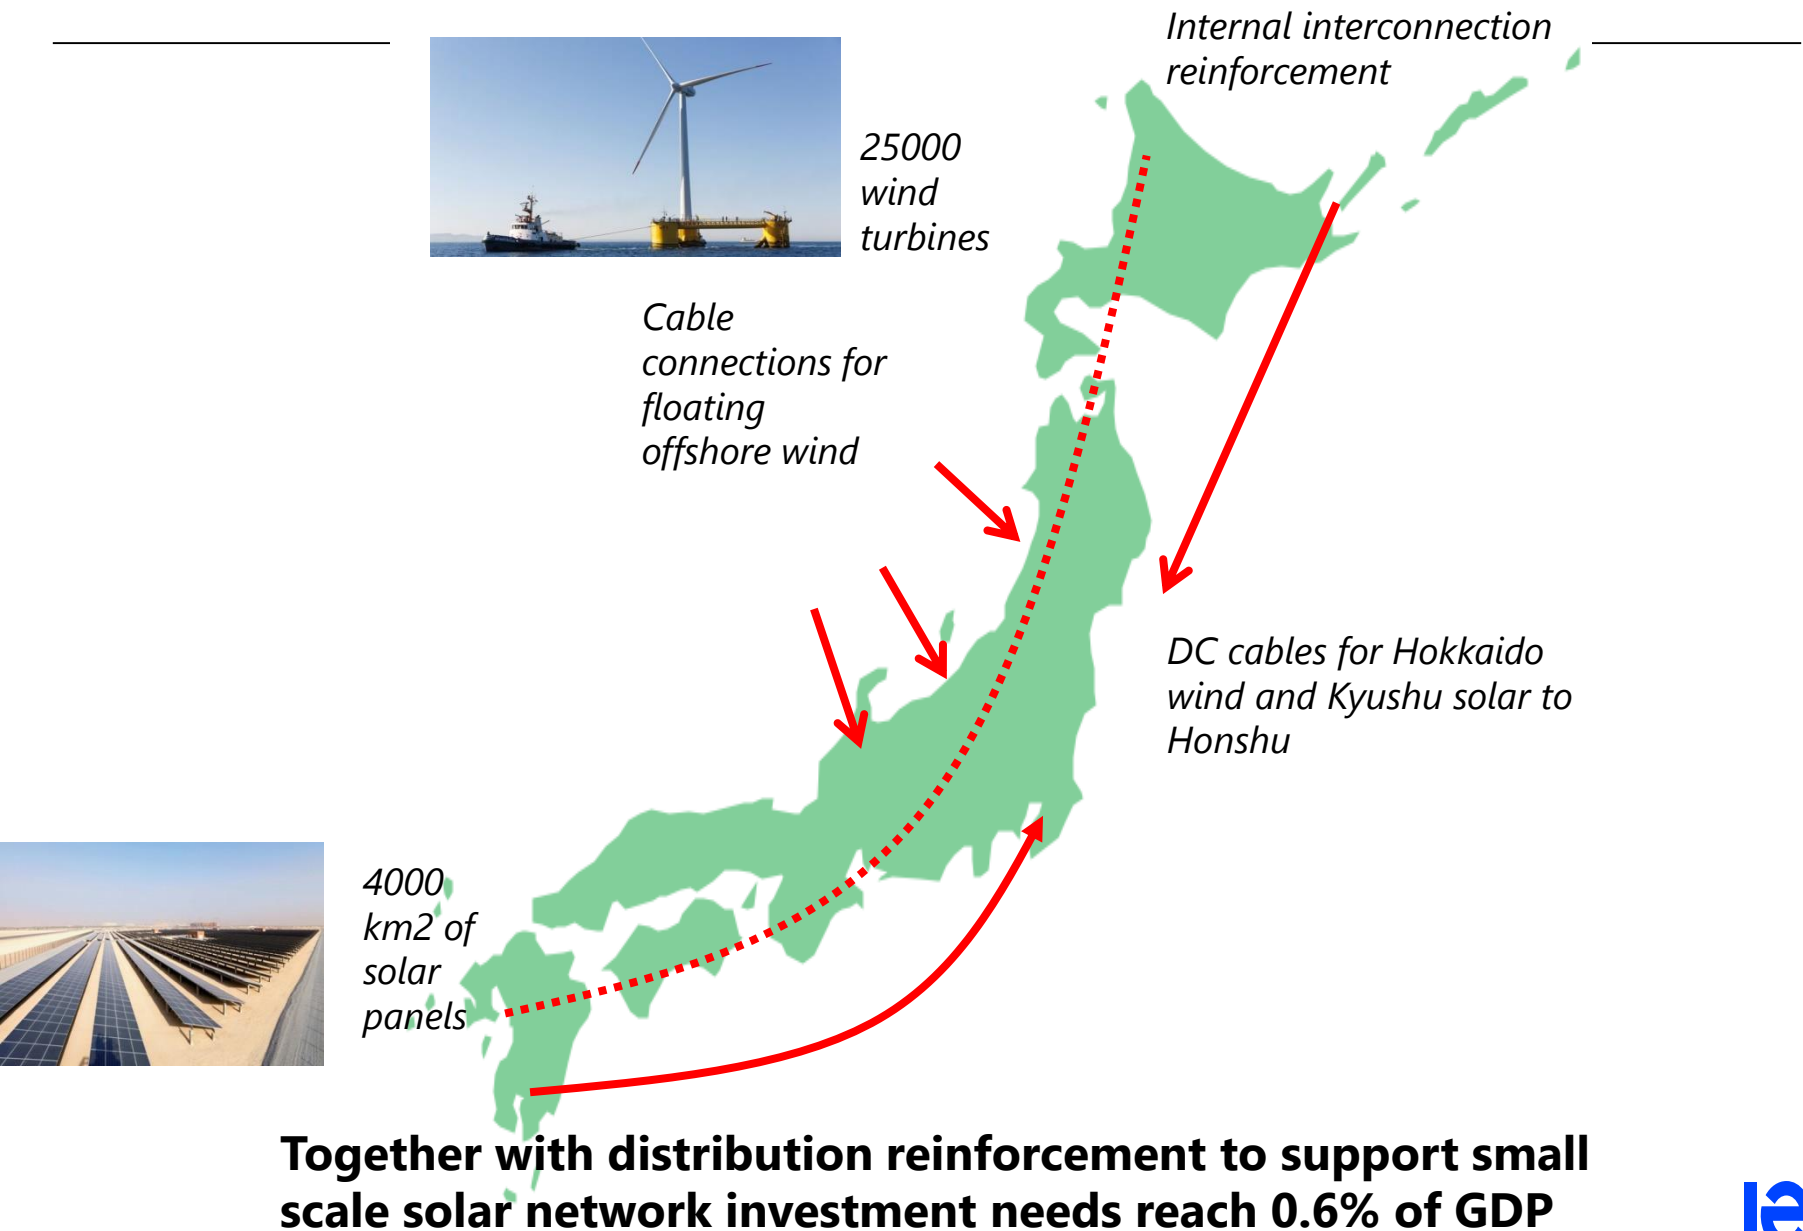 Internal interconnection
reinforcement
25000
wind
turbines
Cable
connections for
floating
offshore wind
DC cables for Hokkaido
wind and Kyushu solar to
Honshu
4000
km2 of
solar
panels
Together with distribution reinforcement to support small
scale solar network investment needs reach 0.6% of GDP